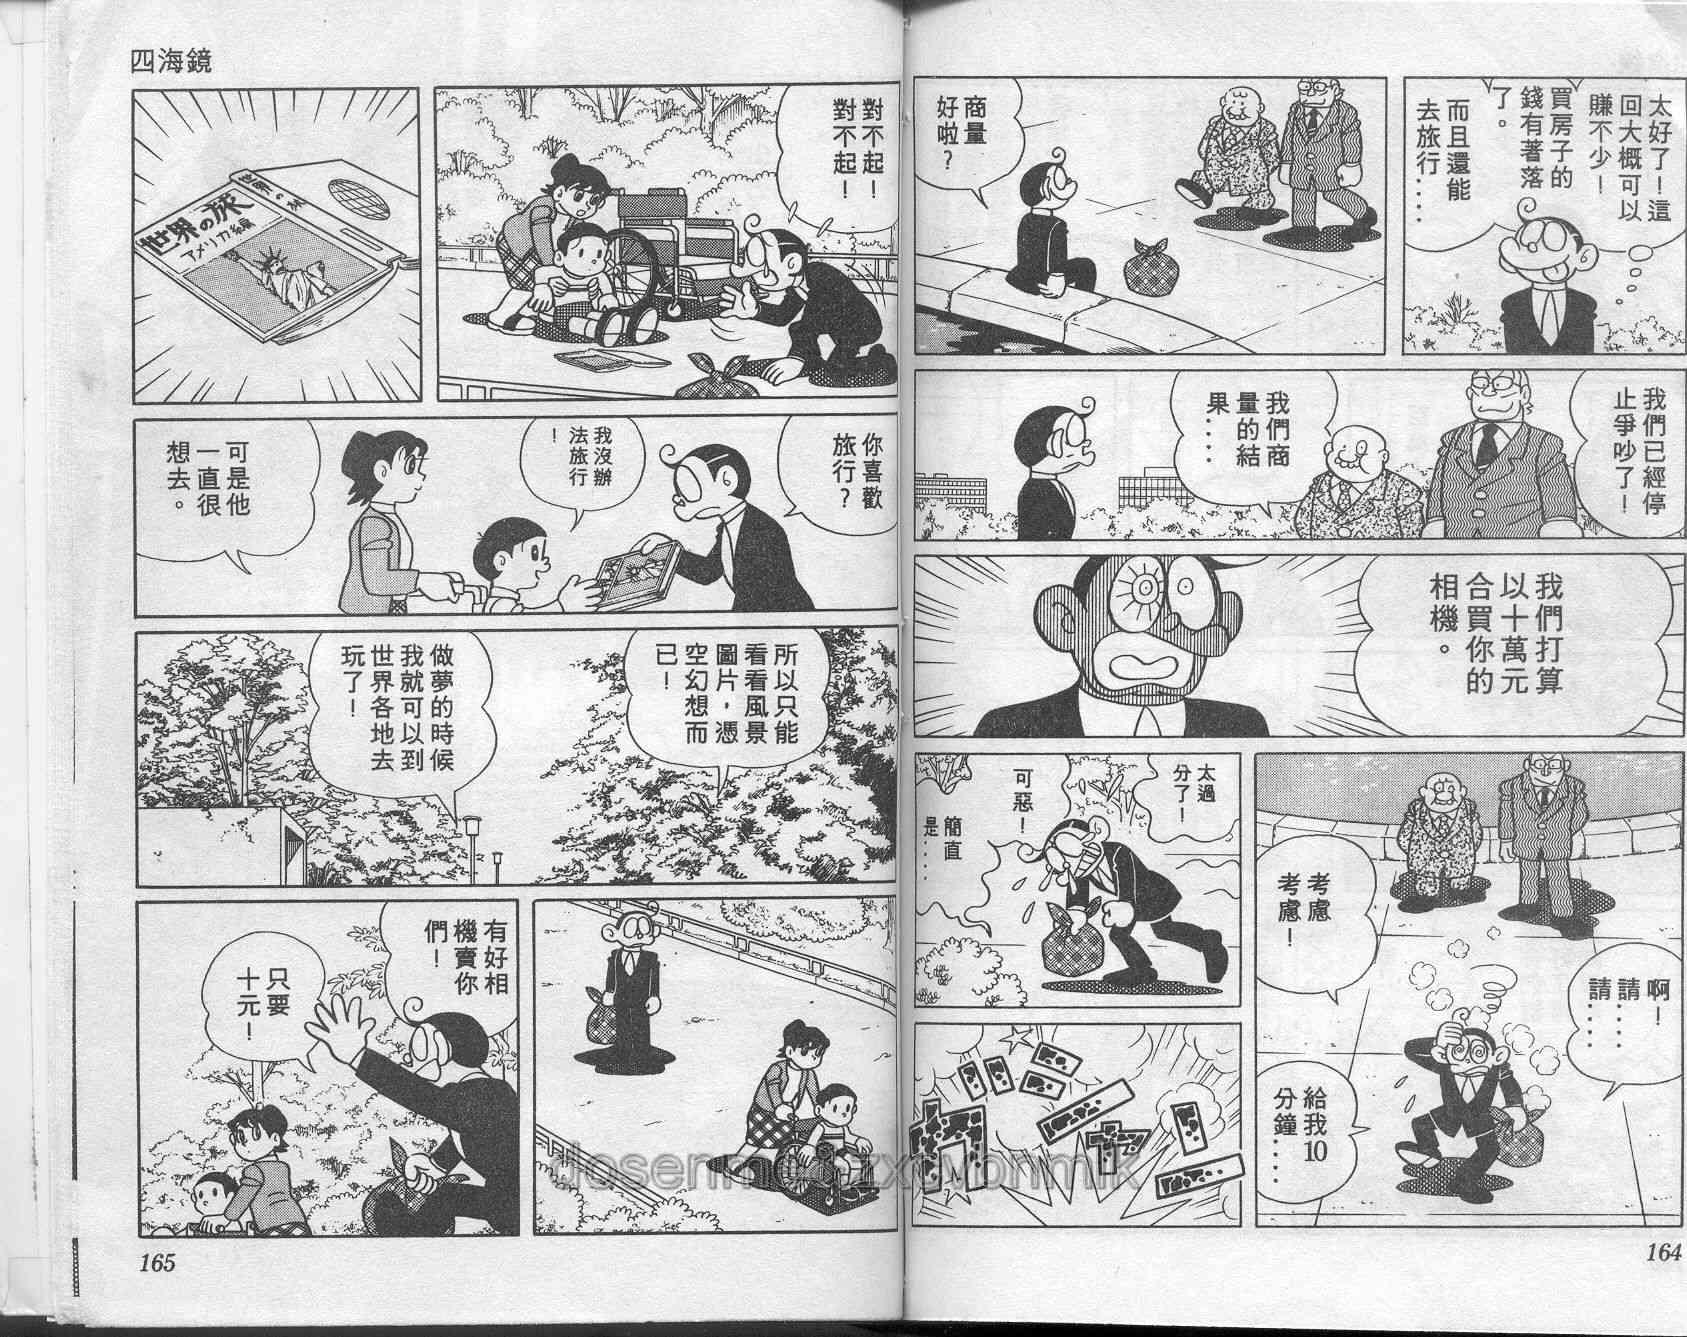 太好了！這
回大概可以
賺不少！
買房子的
錢有著落
了。
而且還能
去旅行....
商量
好啦？
我們已經停
止爭吵了！
我們商
量的結
果....
我們打算
以十萬元
合買你的
相機。
啊！
請....
請....
考慮
考慮！
給我10
分鐘....
太過
分了！
可惡！
簡直
是....
164
四海鏡
對不起！
對不起！
世界の旅
アメリカ編
你喜歡
旅行？
我沒辦
法旅行
！
可是他
一直很
想去。
所以只能
看看風景
圖片，憑
空幻想而
已！
做夢的時候
我就可以到
世界各地去
玩了！
有好相
機賣你
們！
只要
十元！
165